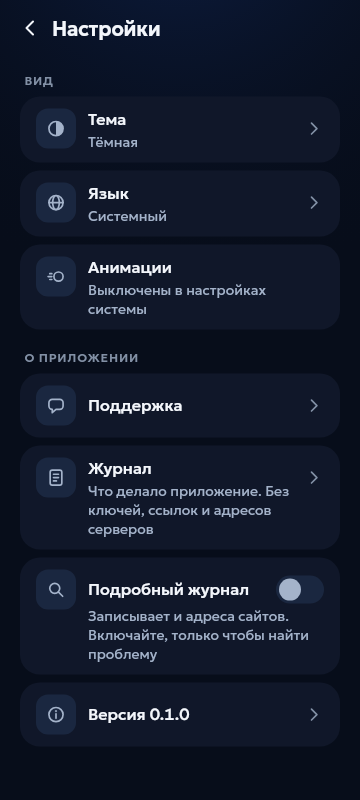 Настройки
ВИД
Тема
Тёмная
Язык
Системный
Анимации
Выключены в настройках
системы
О ПРИЛОЖЕНИИ
Поддержка
Журнал
Что делало приложение. Без
ключей, ссылок и адресов
серверов
Подробный журнал
Записывает и адреса сайтов.
Включайте, только чтобы найти
проблему
Версия 0.1.0